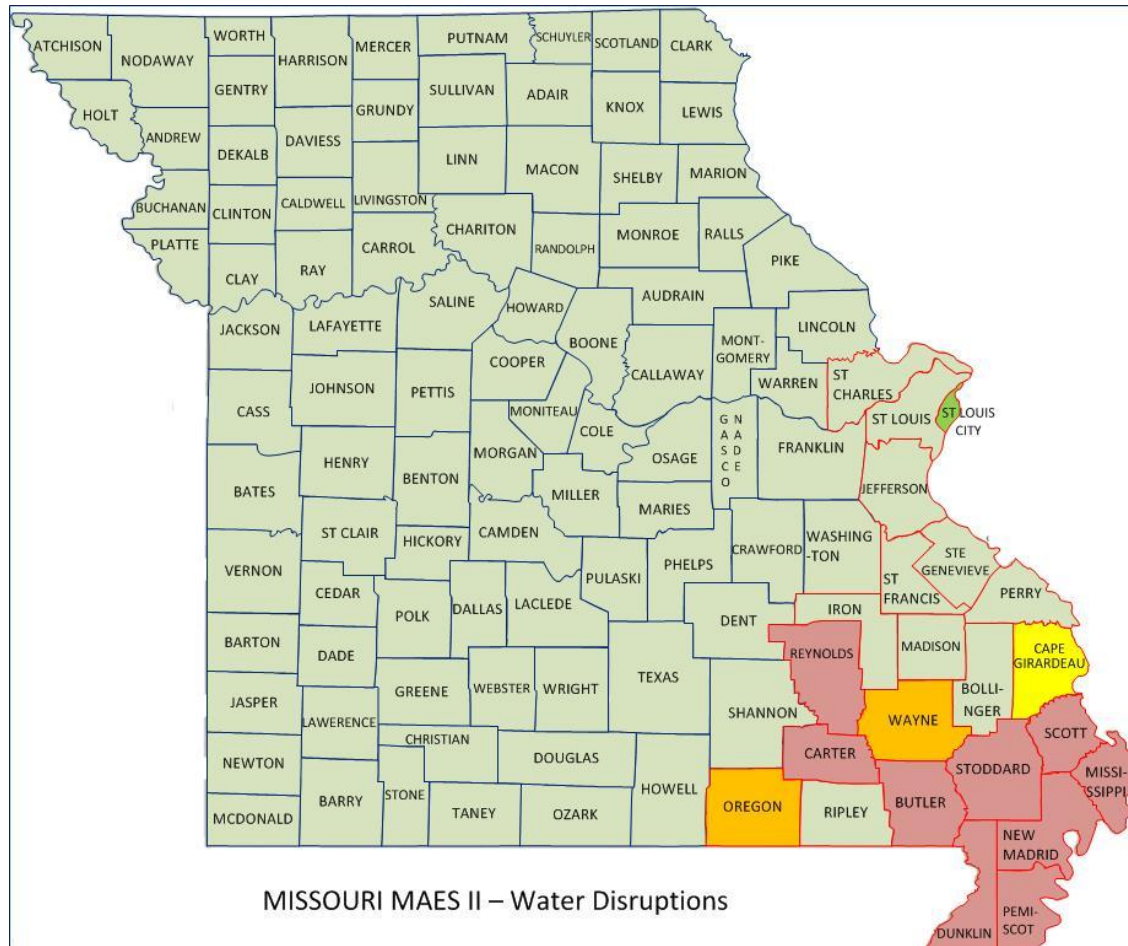 ATCHISON
NODAWAY
WORTH
HARRISON
MERCER
PUTNAM
SCHUYLER
SCOTLAND
CLARK
HOLT
GENTRY
GRUNDY
SULLIVAN
ADAIR
KNOX
LEWIS
ANDREW
DEKALB
DAVIESS
LINN
MACON
SHELBY
MARION
BUCHANAN
CLINTON
CALDWELL
LIVINGSTON
CHARITON
RANDOLPH
MONROE
RALLS
PIKE
PLATTE
CLAY
RAY
CARROL
SALINE
HOWARD
AUDRAIN
LINCOLN
JACKSON
LAFAYETTE
COOPER
BOONE
CALLAWAY
MONT-
GOMERY
WARREN
ST
CHARLES
CASS
JOHNSON
PETTIS
MONITEAU
COLE
OSAGE
GASCO
NADE
FRANKLIN
ST LOUIS
ST LOUIS
CITY
HENRY
BENTON
MORGAN
MILLER
MARIES
JEFFERSON
BATES
ST CLAIR
HICKORY
CAMDEN
PULASKI
PHELPS
CRAWFORD
WASHING
-TON
ST
FRANCIS
STE
GENEVIEVE
PERRY
VERNON
CEDAR
POLK
DALLAS
LACLEDE
DENT
IRON
MADISON
BOLLI-
NGER
CAPE
GIRARDEAU
BARTON
DADE
GREENE
WEBSTER
WRIGHT
TEXAS
SHANNON
REYNOLDS
WAYNE
SCOTT
JASPER
LAWERENCE
CHRISTIAN
DOUGLAS
CARTER
STODDARD
MISSI-
SSIPPI
NEWTON
BARRY
STONE
TANEY
OZARK
HOWELL
OREGON
RIPLEY
BUTLER
NEW
MADRID
MCDONALD
DUNKLIN
PEMI-
SCOT
MISSOURI MAES II – Water Disruptions